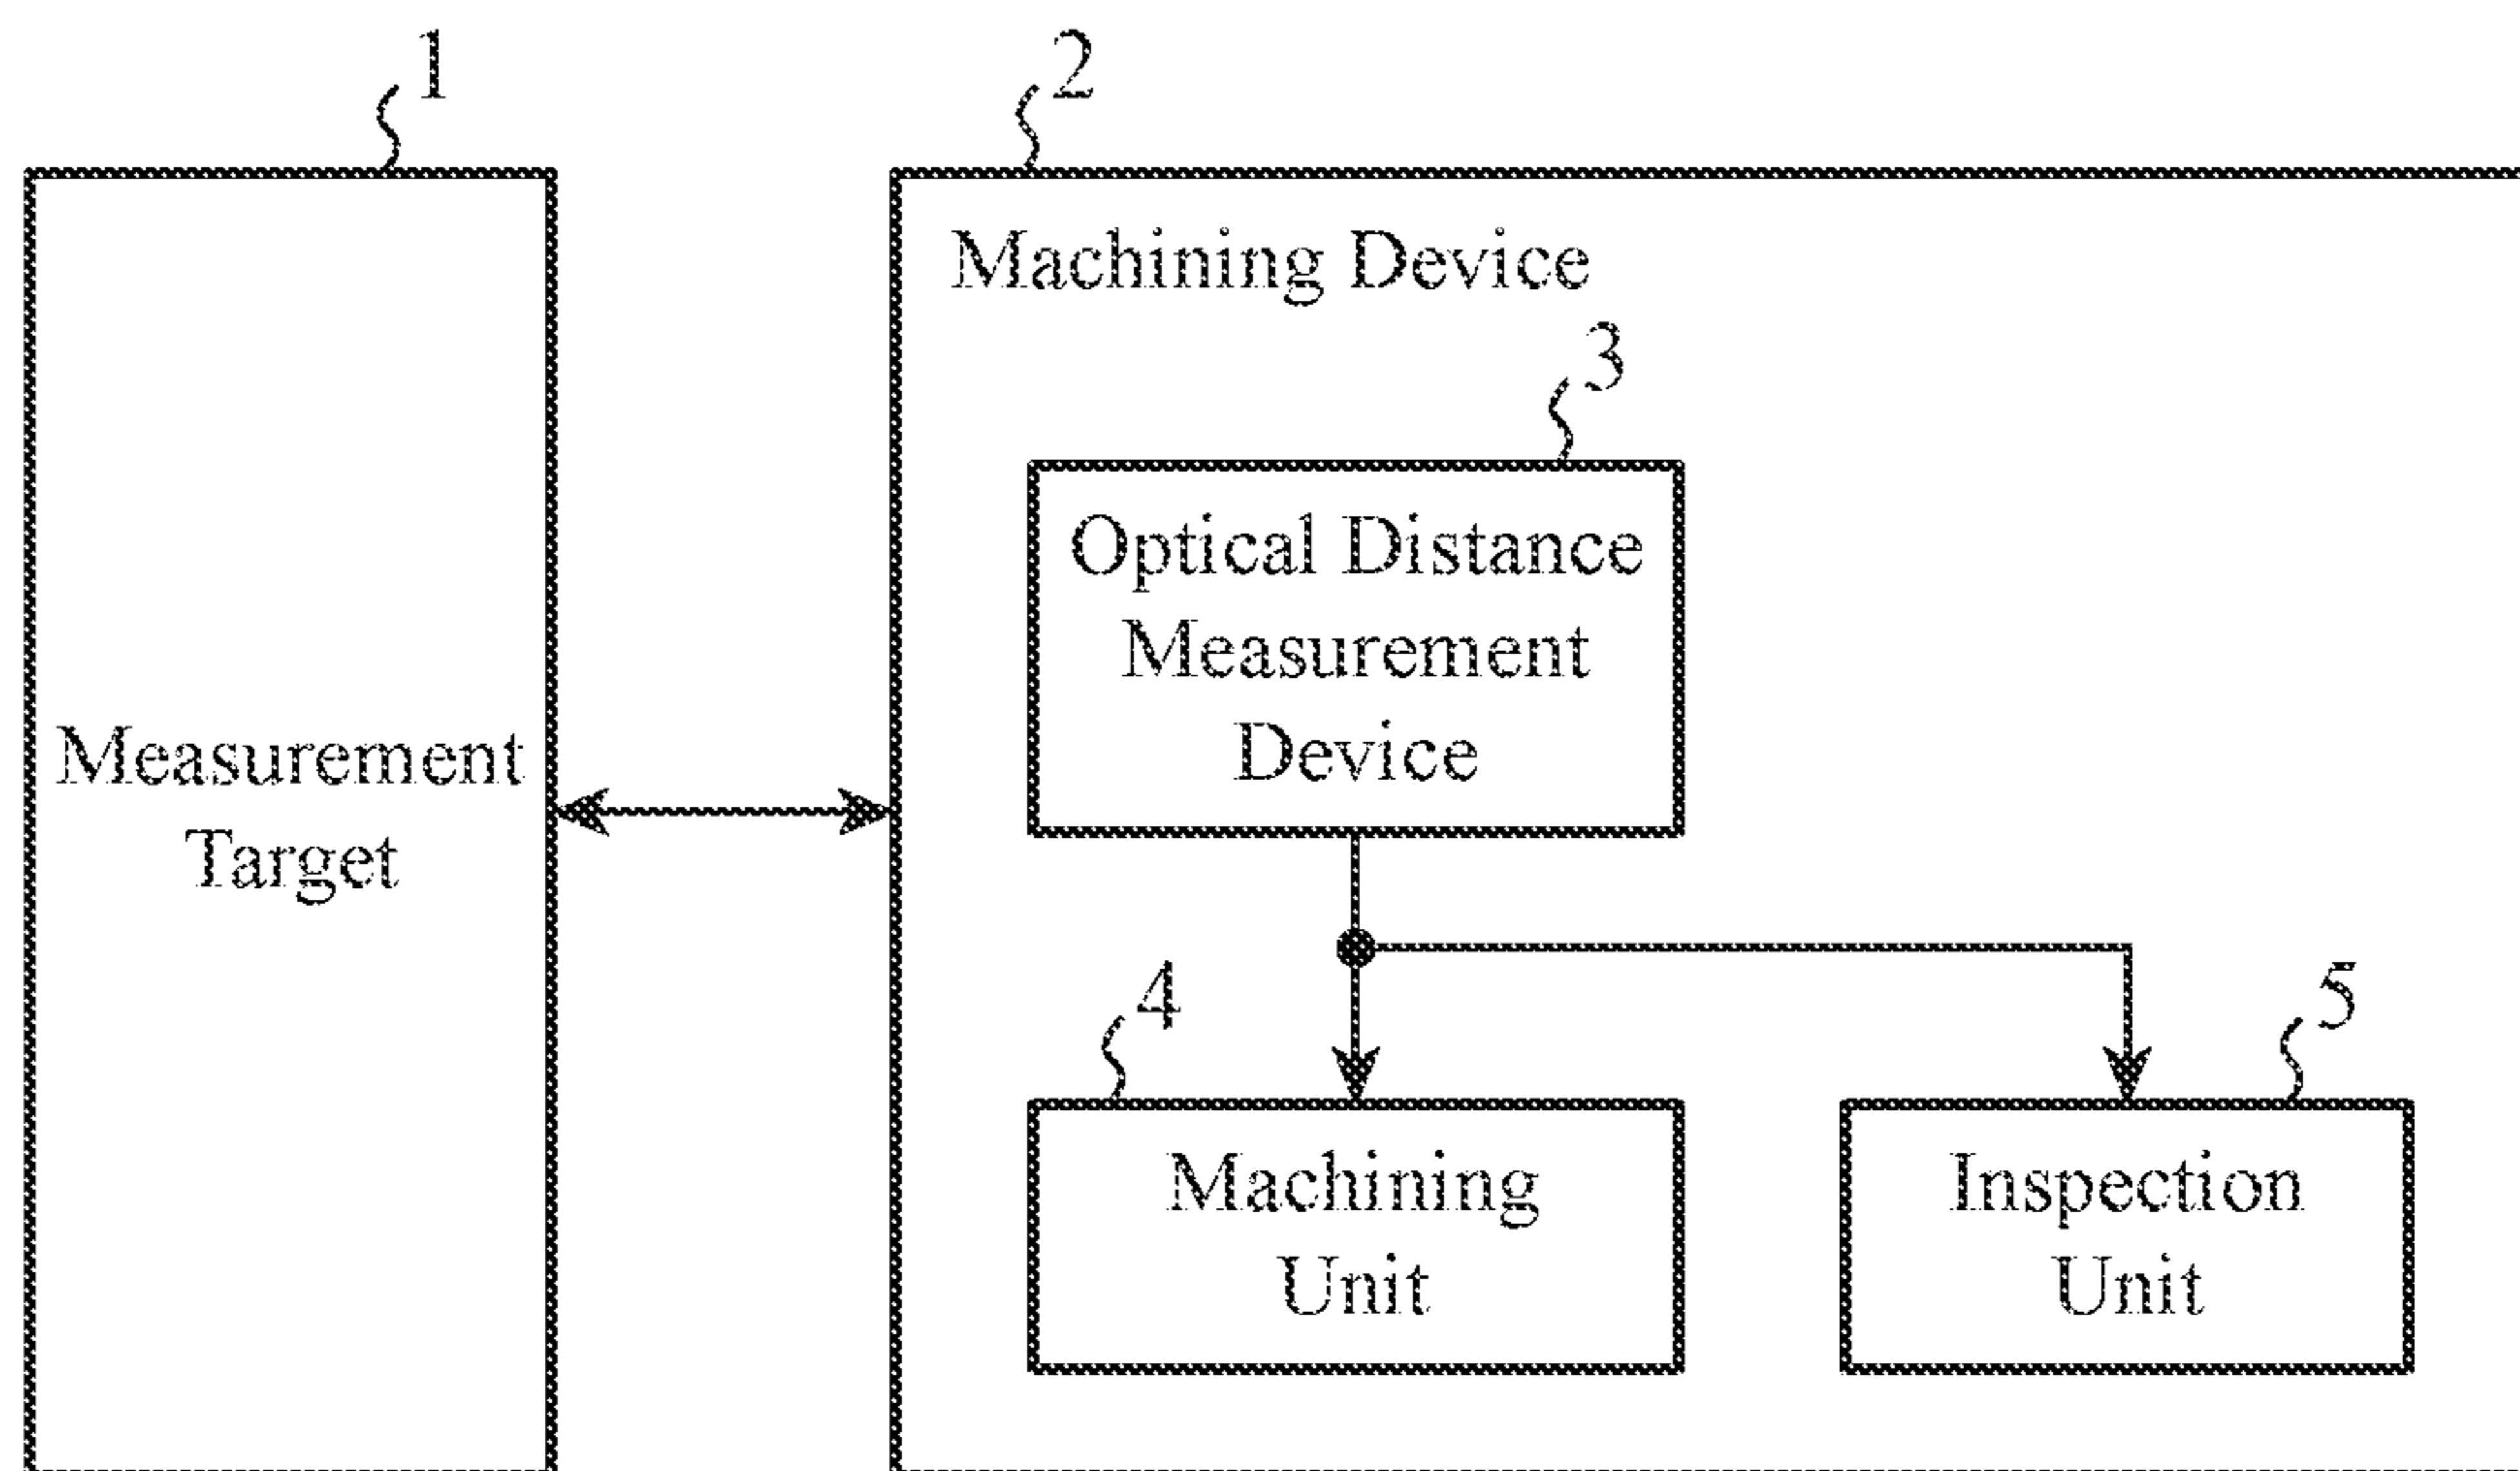 1
2
Machining Device
3
Optical Distance
Measurement
Device
Measurement
Target
4
5
Machining
Unit
Inspection
Unit